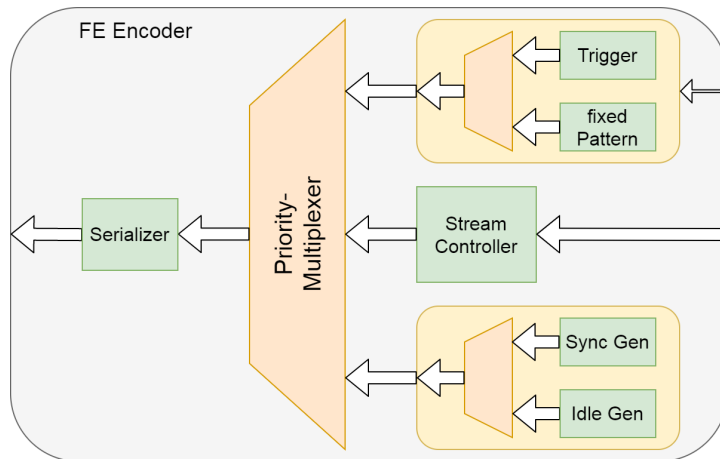 FE Encoder
Trigger
fixed
Pattern
Serializer
Priority-
Multiplexer
Stream
Controller
Sync Gen
Idle Gen